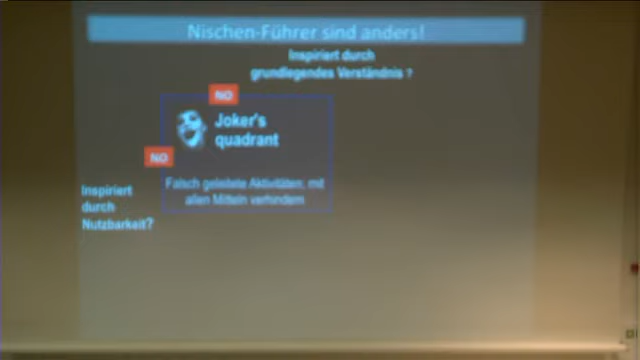 Nischen-Führer sind anders!
Inspiriert durch
grundlegendes Verständnis ?
NO
Joker's
quadrant
NO
Falsch geleitete Aktivitäten; mit
allen Mitteln verhindern
Inspiriert
durch
Nutzbarkeit?